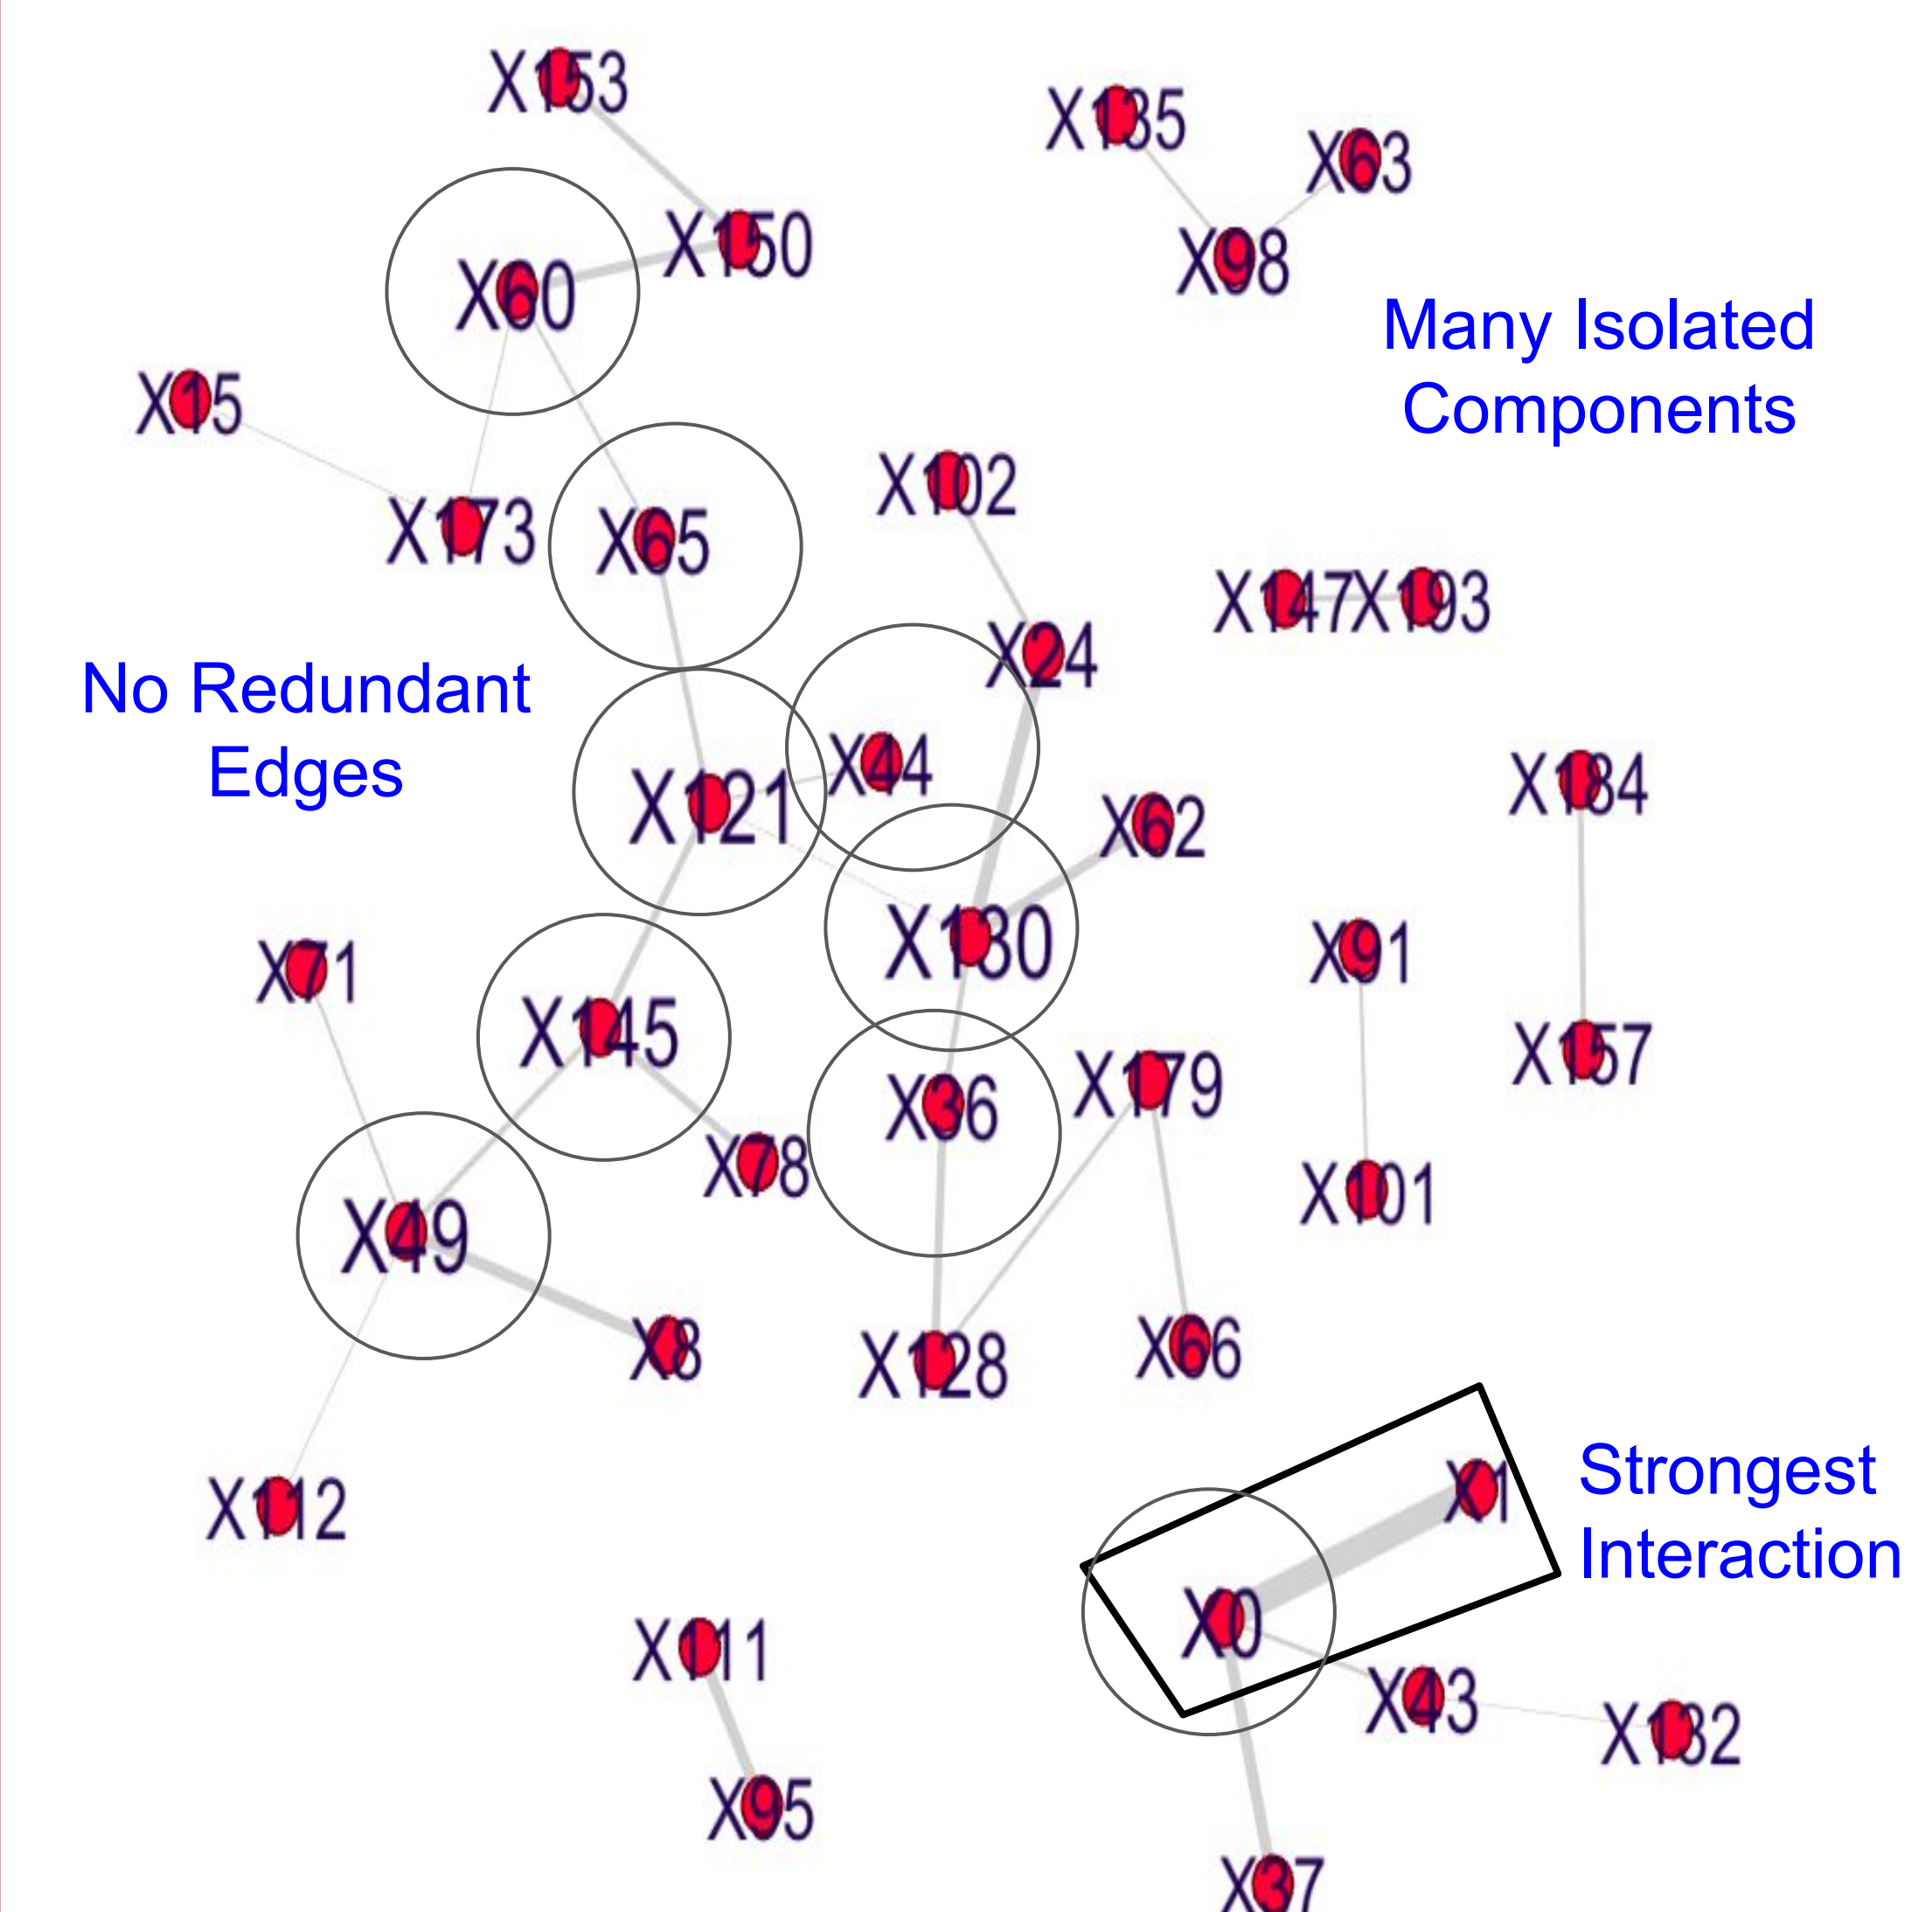 X153
X135
X63
X150
X98
X60
Many Isolated
Components
X15
X102
X173
X65
X147
X193
X24
No Redundant
Edges
X44
X121
X184
X62
X130
X91
X71
X145
X157
X36
X179
X78
X101
X49
X8
X128
X66
Strongest
Interaction
X1
X112
X0
X111
X43
X132
X95
X37